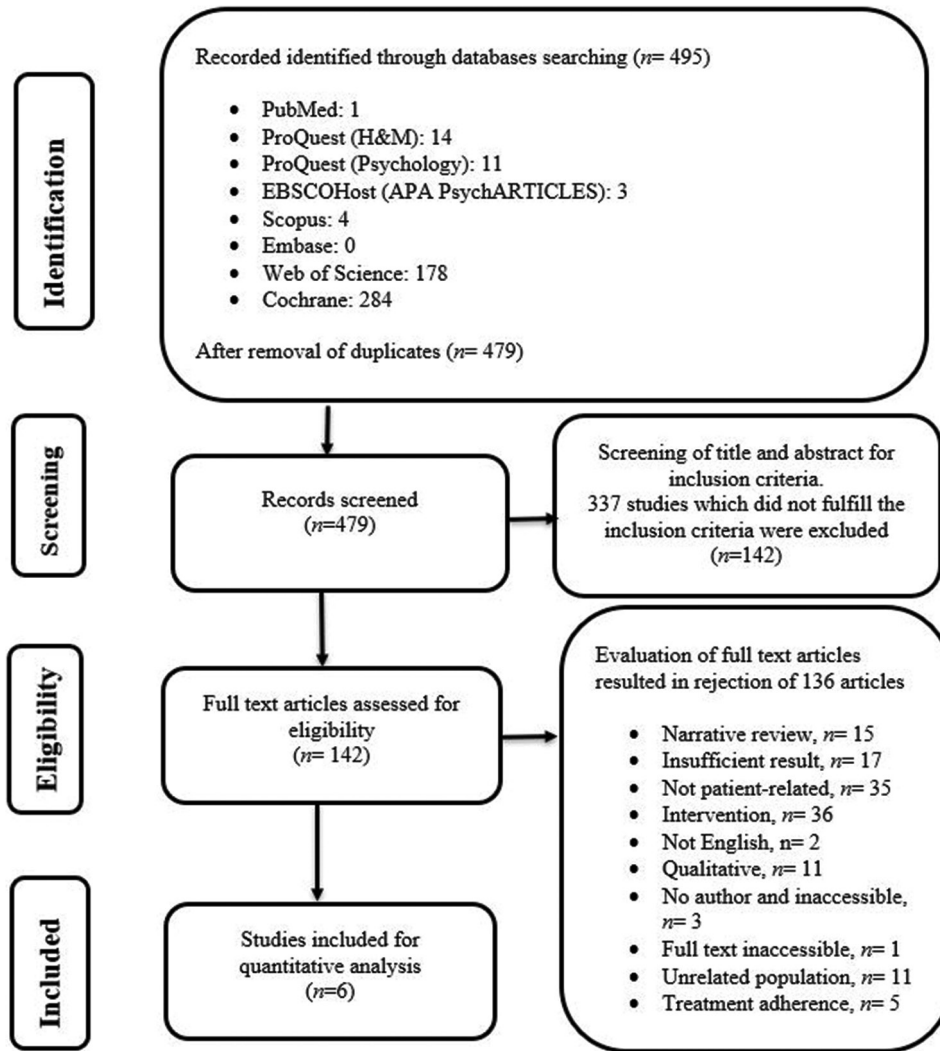 Identification
Recorded identified through databases searching (n= 495)
• PubMed: 1
• ProQuest (H&M): 14
• ProQuest (Psychology): 11
• EBSCOHost (APA PsychARTICLES): 3
• Scopus: 4
• Embase: 0
• Web of Science: 178
• Cochrane: 284
After removal of duplicates (n= 479)
Screening
Records screened
(n=479)
Screening of title and abstract for
inclusion criteria.
337 studies which did not fulfill the
inclusion criteria were excluded
(n=142)
Eligibility
Full text articles assessed for
eligibility
(n= 142)
Evaluation of full text articles
resulted in rejection of 136 articles
• Narrative review, n= 15
• Insufficient result, n= 17
• Not patient-related, n= 35
• Intervention, n= 36
• Not English, n= 2
• Qualitative, n= 11
• No author and inaccessible,
n= 3
• Full text inaccessible, n= 1
• Unrelated population, n= 11
• Treatment adherence, n= 5
Included
Studies included for
quantitative analysis
(n=6)